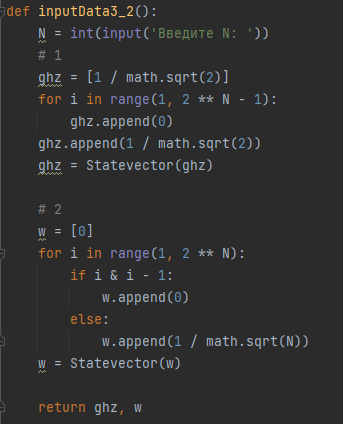 def inputData3_2():
    N = int(input('Введите N: '))
    # 1
    ghz = [1 / math.sqrt(2)]
    for i in range(1, 2 ** N - 1):
        ghz.append(0)
    ghz.append(1 / math.sqrt(2))
    ghz = Statevector(ghz)

    # 2
    w = [0]
    for i in range(1, 2 ** N):
        if i & i - 1:
            w.append(0)
        else:
            w.append(1 / math.sqrt(N))
    w = Statevector(w)

    return ghz, w